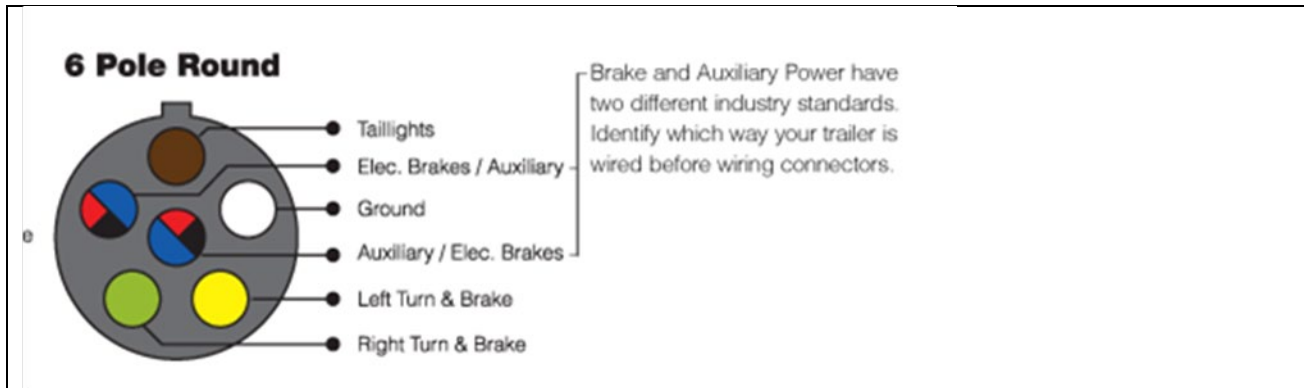 6 Pole Round
Taillights
Elec. Brakes / Auxiliary
Ground
Auxiliary / Elec. Brakes
Left Turn & Brake
Right Turn & Brake
Brake and Auxiliary Power have
two different industry standards.
Identify which way your trailer is
wired before wiring connectors.
e